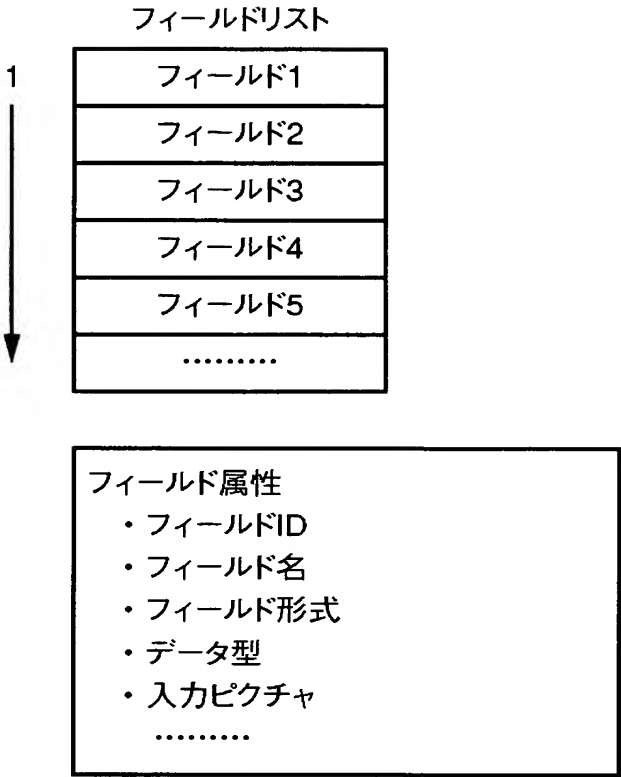 フィールドリスト
1
フィールド1
フィールド2
フィールド3
フィールド4
フィールド5
………
フィールド属性
・フィールドID
・フィールド名
・フィールド形式
・データ型
・入力ピクチャ
………